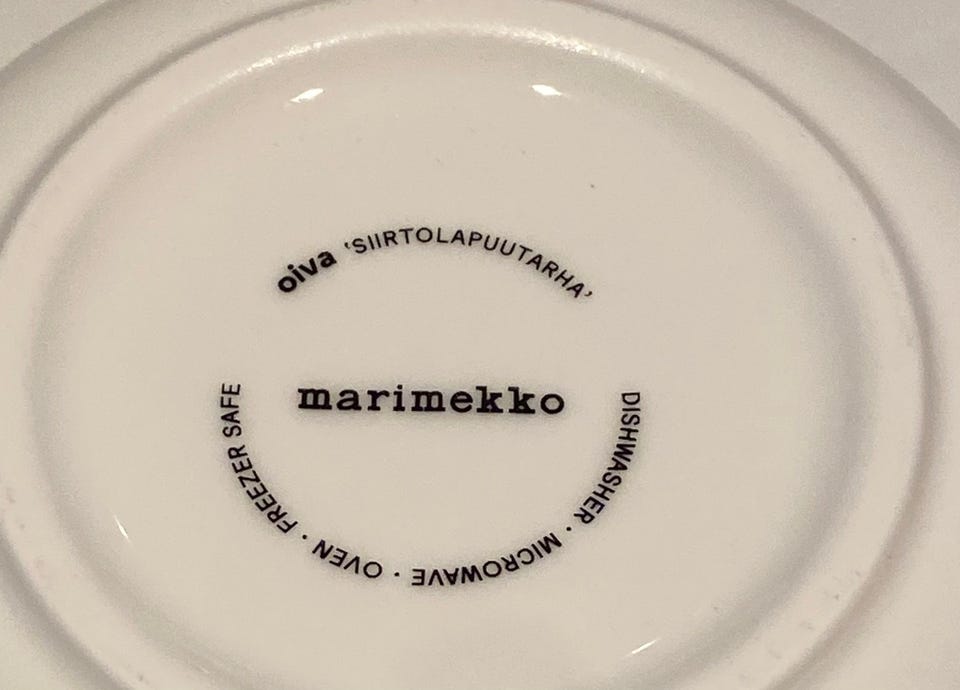 oiva 'SIIRTOLAPUUTARHA'
marimekko
DISHWASHER · MICROWAVE · OVEN · FREEZER SAFE